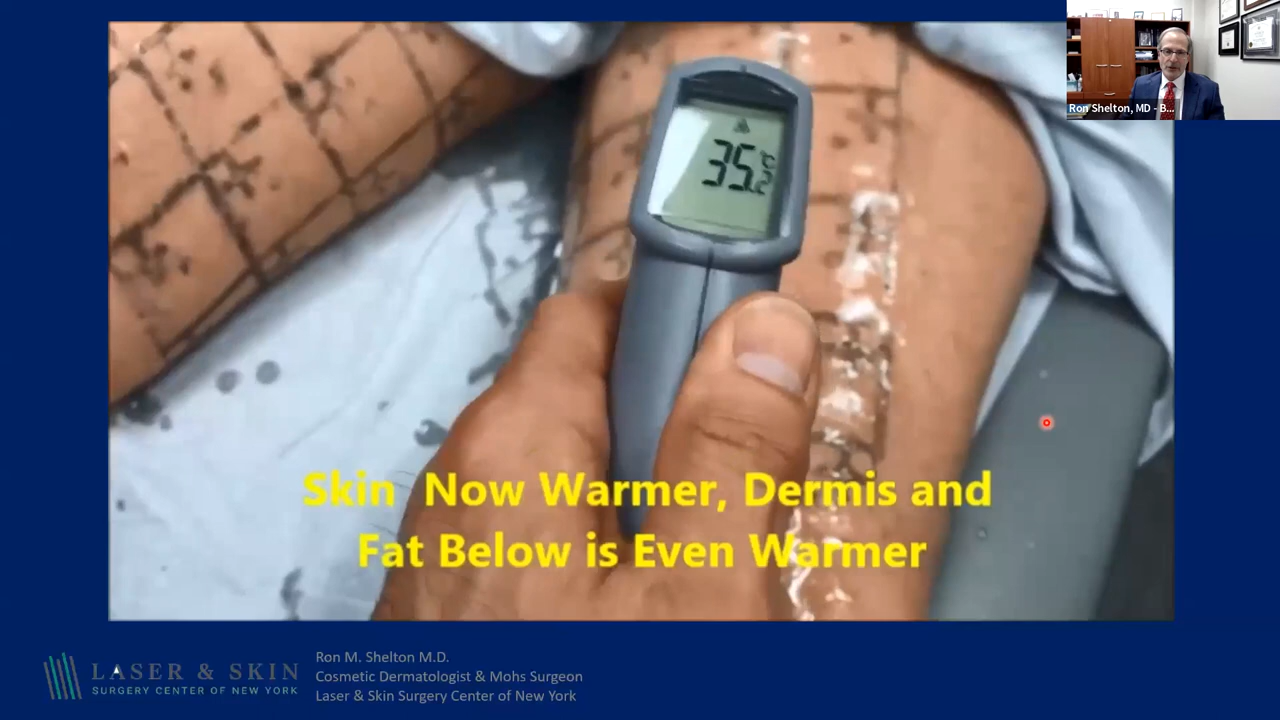 Ron Shelton, MD - B...
35.2 °C
Skin Now Warmer, Dermis and
Fat Below is Even Warmer
LASER & SKIN
SURGERY CENTER OF NEW YORK
Ron M. Shelton M.D.
Cosmetic Dermatologist & Mohs Surgeon
Laser & Skin Surgery Center of New York